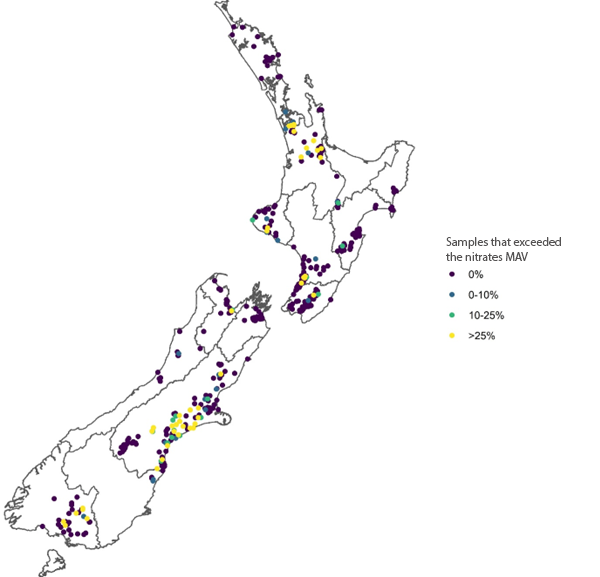 Samples that exceeded
the nitrates MAV
0%
0-10%
10-25%
>25%